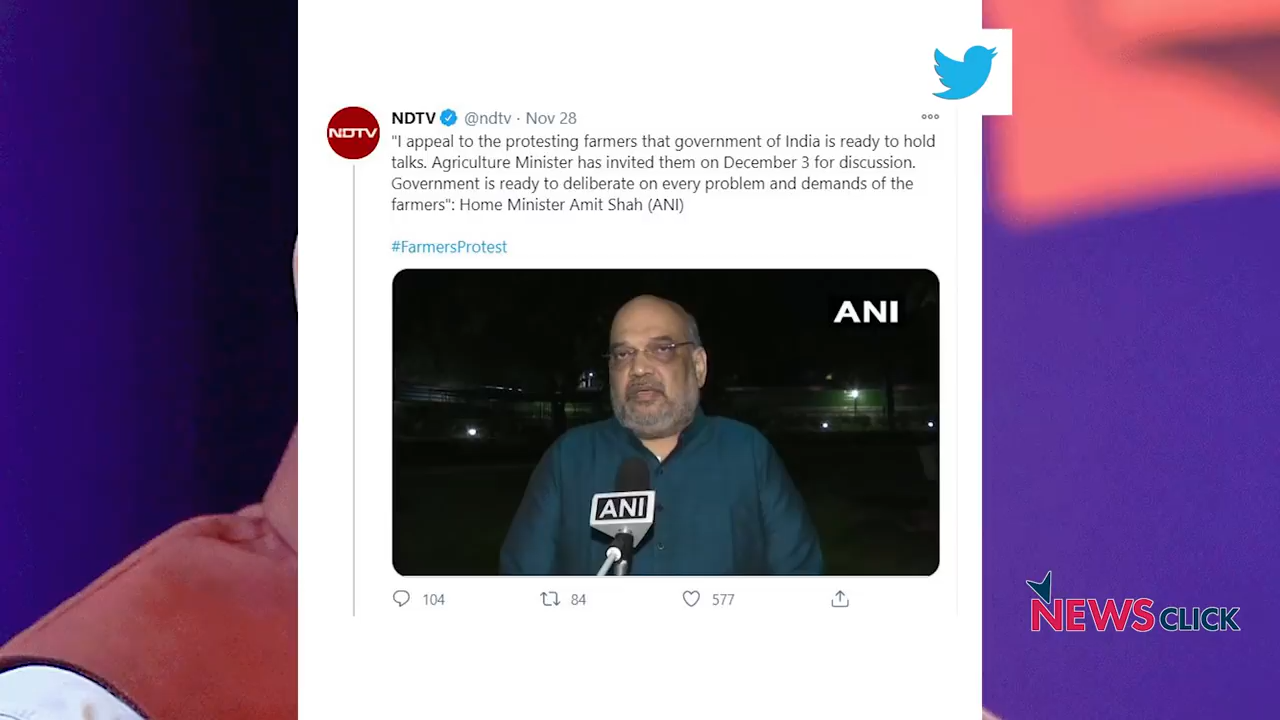 NDTV @ndtv · Nov 28
NDTV
"I appeal to the protesting farmers that government of India is ready to hold
talks. Agriculture Minister has invited them on December 3 for discussion.
Government is ready to deliberate on every problem and demands of the
farmers": Home Minister Amit Shah (ANI)
#FarmersProtest
ANI
ANI
104 84 577
NEWSCLICK